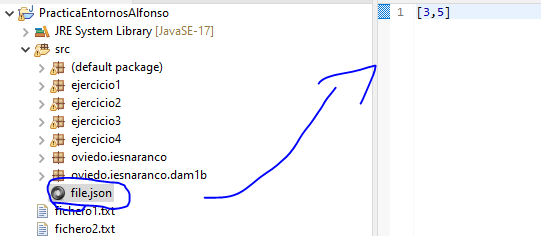 PracticaEntornosAlfonso
JRE System Library [JavaSE-17]
src
(default package)
ejercicio1
ejercicio2
ejercicio3
ejercicio4
oviedo.iesnaranco
oviedo.iesnaranco.dam1b
file.json
fichero1.txt
fichero2.txt
1 [3,5]